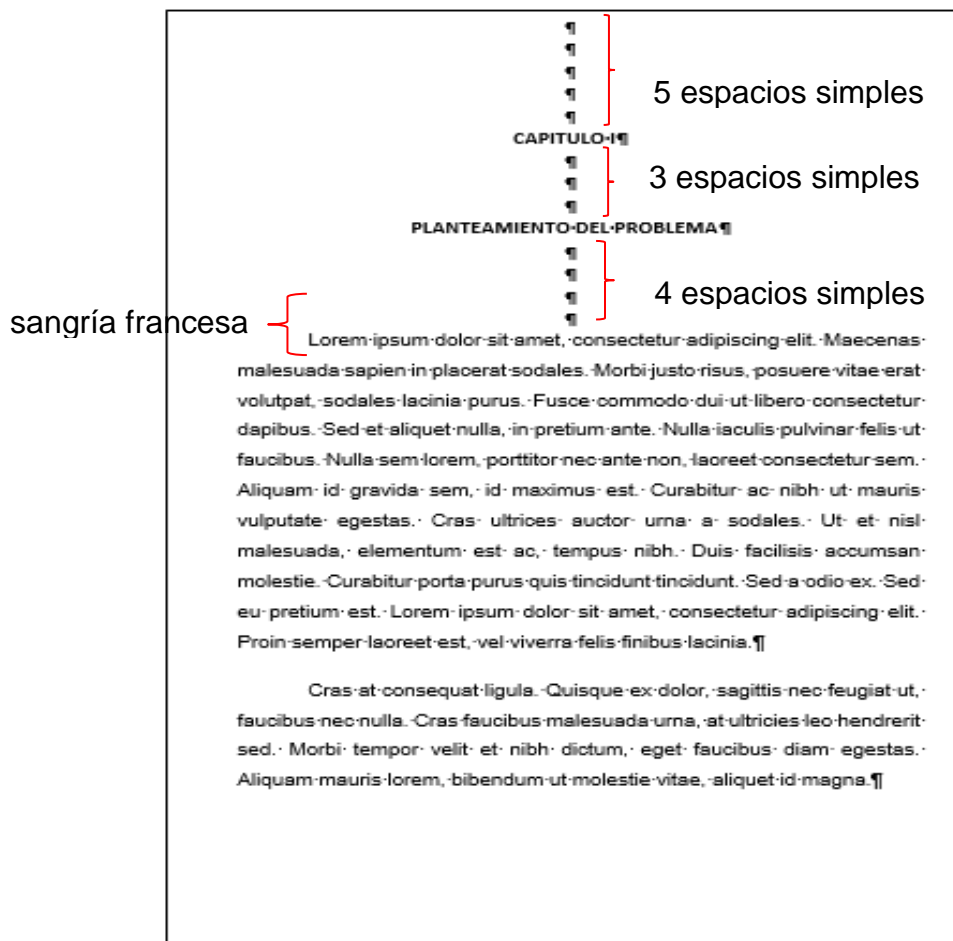 ¶
¶
¶
¶
¶
5 espacios simples
CAPITULO·I¶
¶
¶
¶
3 espacios simples
PLANTEAMIENTO·DEL·PROBLEMA¶
¶
¶
¶
¶
4 espacios simples
sangría francesa
Lorem·ipsum·dolor·sit·amet,·consectetur·adipiscing·elit.·Maecenas·
malesuada·sapien·in·placerat·sodales.·Morbi·justo·risus,·posuere·vitae·erat·
volutpat,·sodales·lacinia·purus.·Fusce·commodo·dui·ut·libero·consectetur·
dapibus.·Sed·et·aliquet·nulla,·in·pretium·ante.·Nulla·iaculis·pulvinar·felis·ut·
faucibus.·Nulla·sem·lorem,·porttitor·nec·ante·non,·laoreet·consectetur·sem.·
Aliquam·id·gravida·sem,·id·maximus·est.·Curabitur·ac·nibh·ut·mauris·
vulputate·egestas.·Cras·ultrices·auctor·urna·a·sodales.·Ut·et·nisl·
malesuada,·elementum·est·ac,·tempus·nibh.·Duis·facilisis·accumsan·
molestie.·Curabitur·porta·purus·quis·tincidunt·tincidunt.·Sed·a·odio·ex.·Sed·
eu·pretium·est.·Lorem·ipsum·dolor·sit·amet,·consectetur·adipiscing·elit.·
Proin·semper·laoreet·est,·vel·viverra·felis·finibus·lacinia.¶
Cras·at·consequat·ligula.·Quisque·ex·dolor,·sagittis·nec·feugiat·ut,·
faucibus·nec·nulla.·Cras·faucibus·malesuada·urna,·at·ultricies·leo·hendrerit·
sed.·Morbi·tempor·velit·et·nibh·dictum,·eget·faucibus·diam·egestas.·
Aliquam·mauris·lorem,·bibendum·ut·molestie·vitae,·aliquet·id·magna.¶